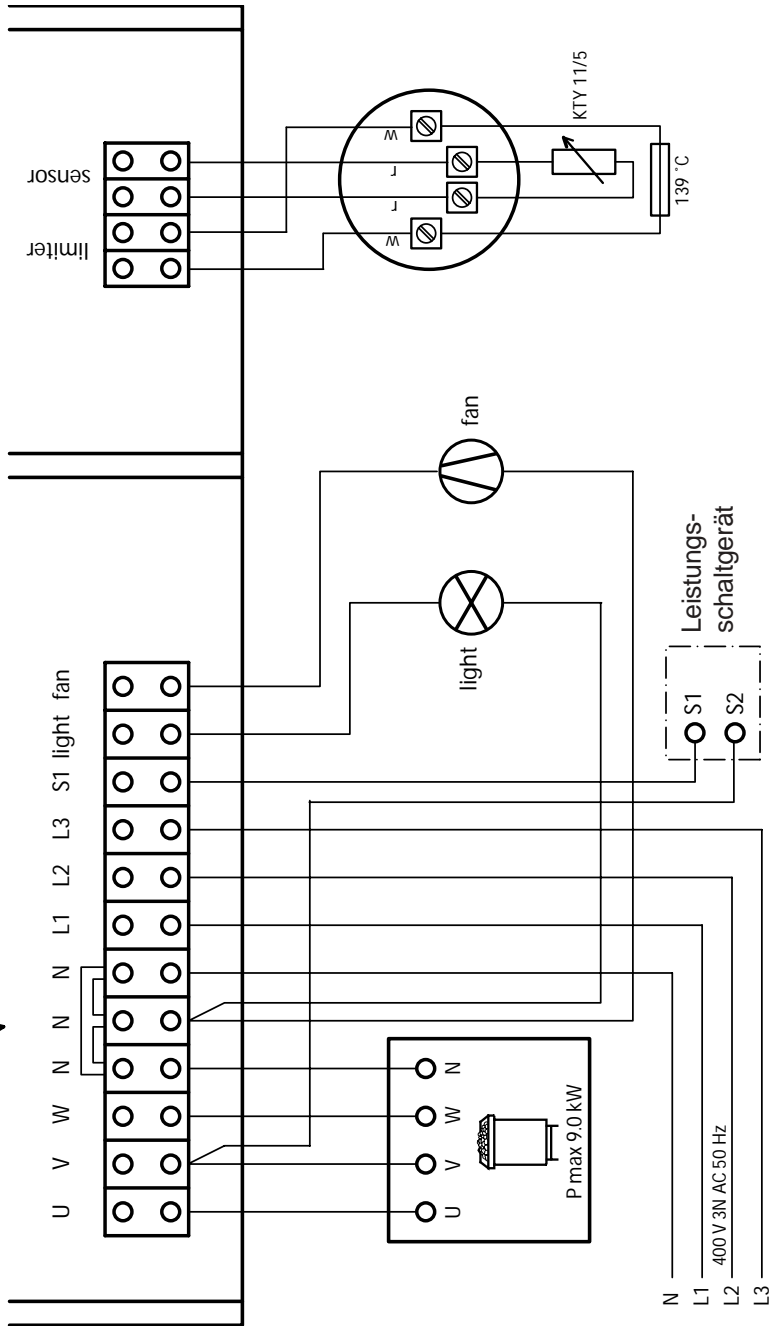 sensor
limiter
w
r
r
w
KTY 11/5
139 °C
fan
light
fan
light
S1
L3
L2
L1
N
N
N
W
V
U
Leistungs-
schaltgerät
S1
S2
N
W
V
U
P max 9.0 kW
N
L1
400 V 3N AC 50 Hz
L2
L3